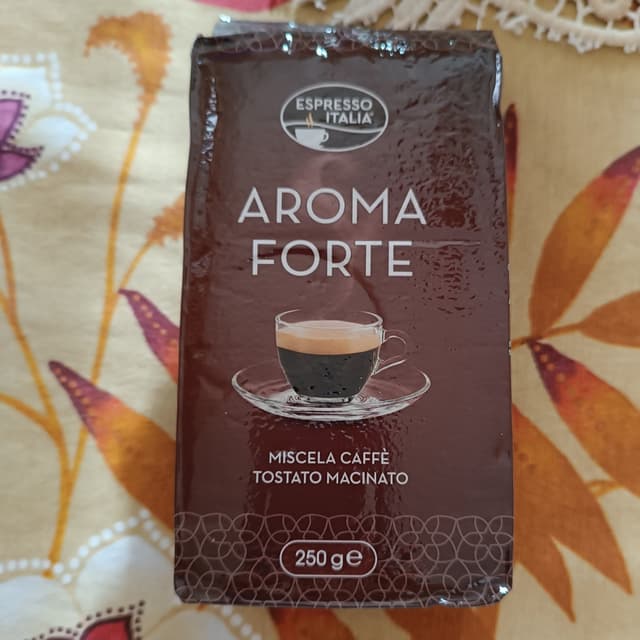 ESPRESSO
ITALIA
AROMA
FORTE
MISCELA CAFFÈ
TOSTATO MACINATO
250 g ℮